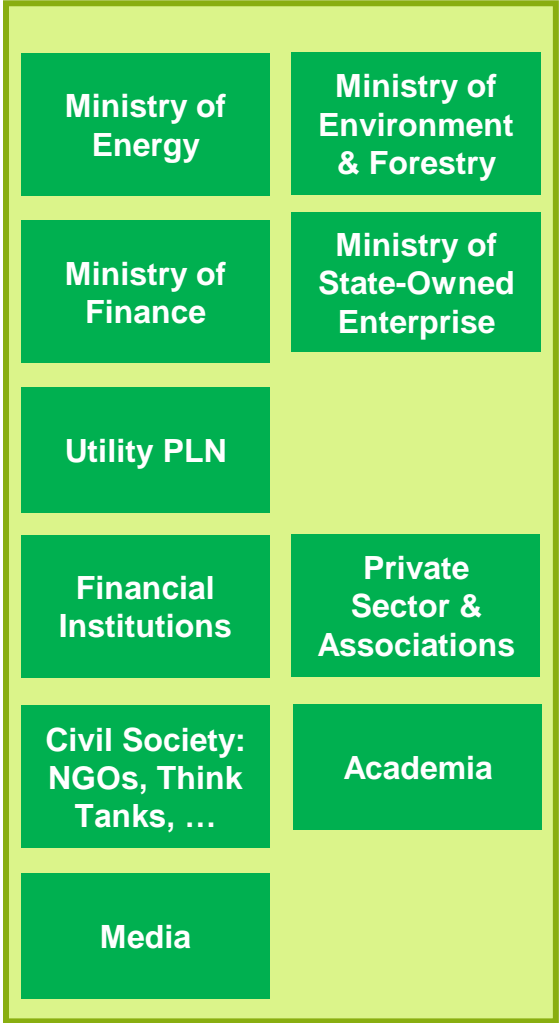 Ministry of
Energy
Ministry of
Environment
& Forestry
Ministry of
Finance
Ministry of
State-Owned
Enterprise
Utility PLN
Financial
Institutions
Private
Sector &
Associations
Civil Society:
NGOs, Think
Tanks, …
Academia
Media